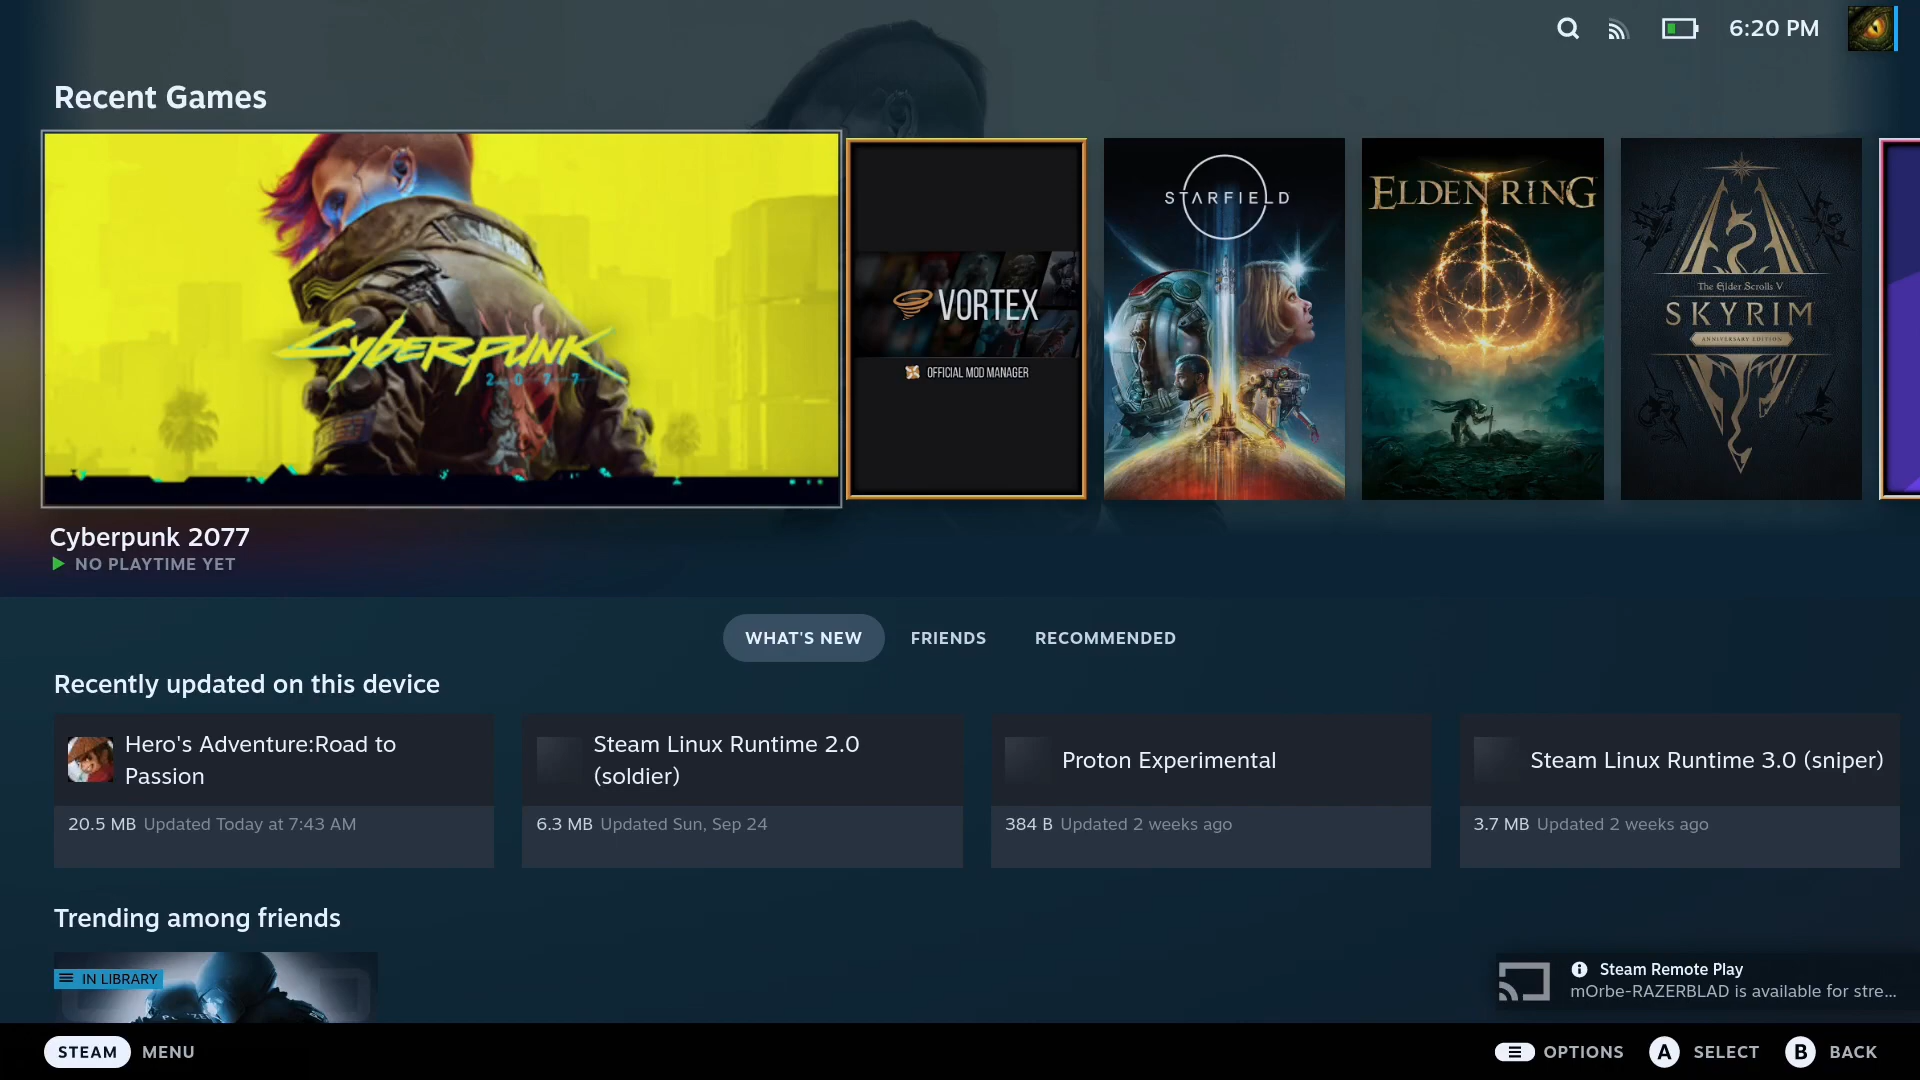 6:20 PM
Recent Games
SAMURAI
CYBERPUNK
2077
VORTEX
OFFICIAL MOD MANAGER
STARFIELD
ELDEN RING
The Elder Scrolls V
SKYRIM
ANNIVERSARY EDITION
Cyberpunk 2077
NO PLAYTIME YET
WHAT'S NEW
FRIENDS
RECOMMENDED
Recently updated on this device
Hero's Adventure:Road to
Passion
20.5 MB Updated Today at 7:43 AM
Steam Linux Runtime 2.0
(soldier)
6.3 MB Updated Sun, Sep 24
Proton Experimental
384 B Updated 2 weeks ago
Steam Linux Runtime 3.0 (sniper)
3.7 MB Updated 2 weeks ago
Trending among friends
IN LIBRARY
Steam Remote Play
mOrbe-RAZERBLAD is available for stre...
STEAM MENU
OPTIONS
A SELECT
B BACK